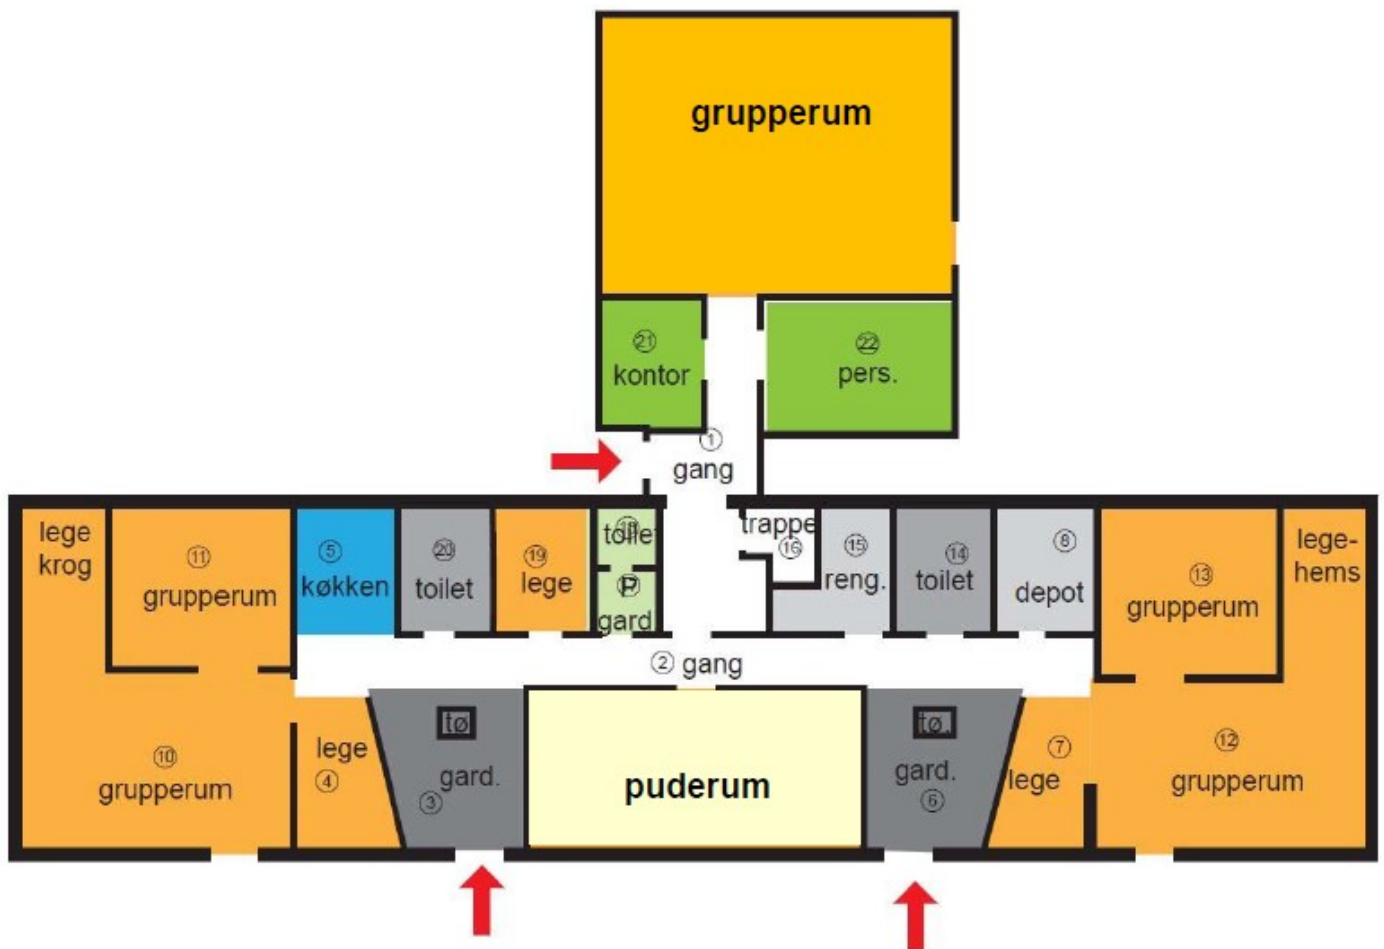 grupperum
21
kontor
22
pers.
1
gang
lege
krog
11
grupperum
5
køkken
20
toilet
19
lege
toilet
P
gard
trappe
16
15
reng.
14
toilet
8
depot
13
grupperum
lege-
hems
2 gang
10
grupperum
lege
4
tø
gard.
3
puderum
tø.
gard.
6
7
lege
12
grupperum